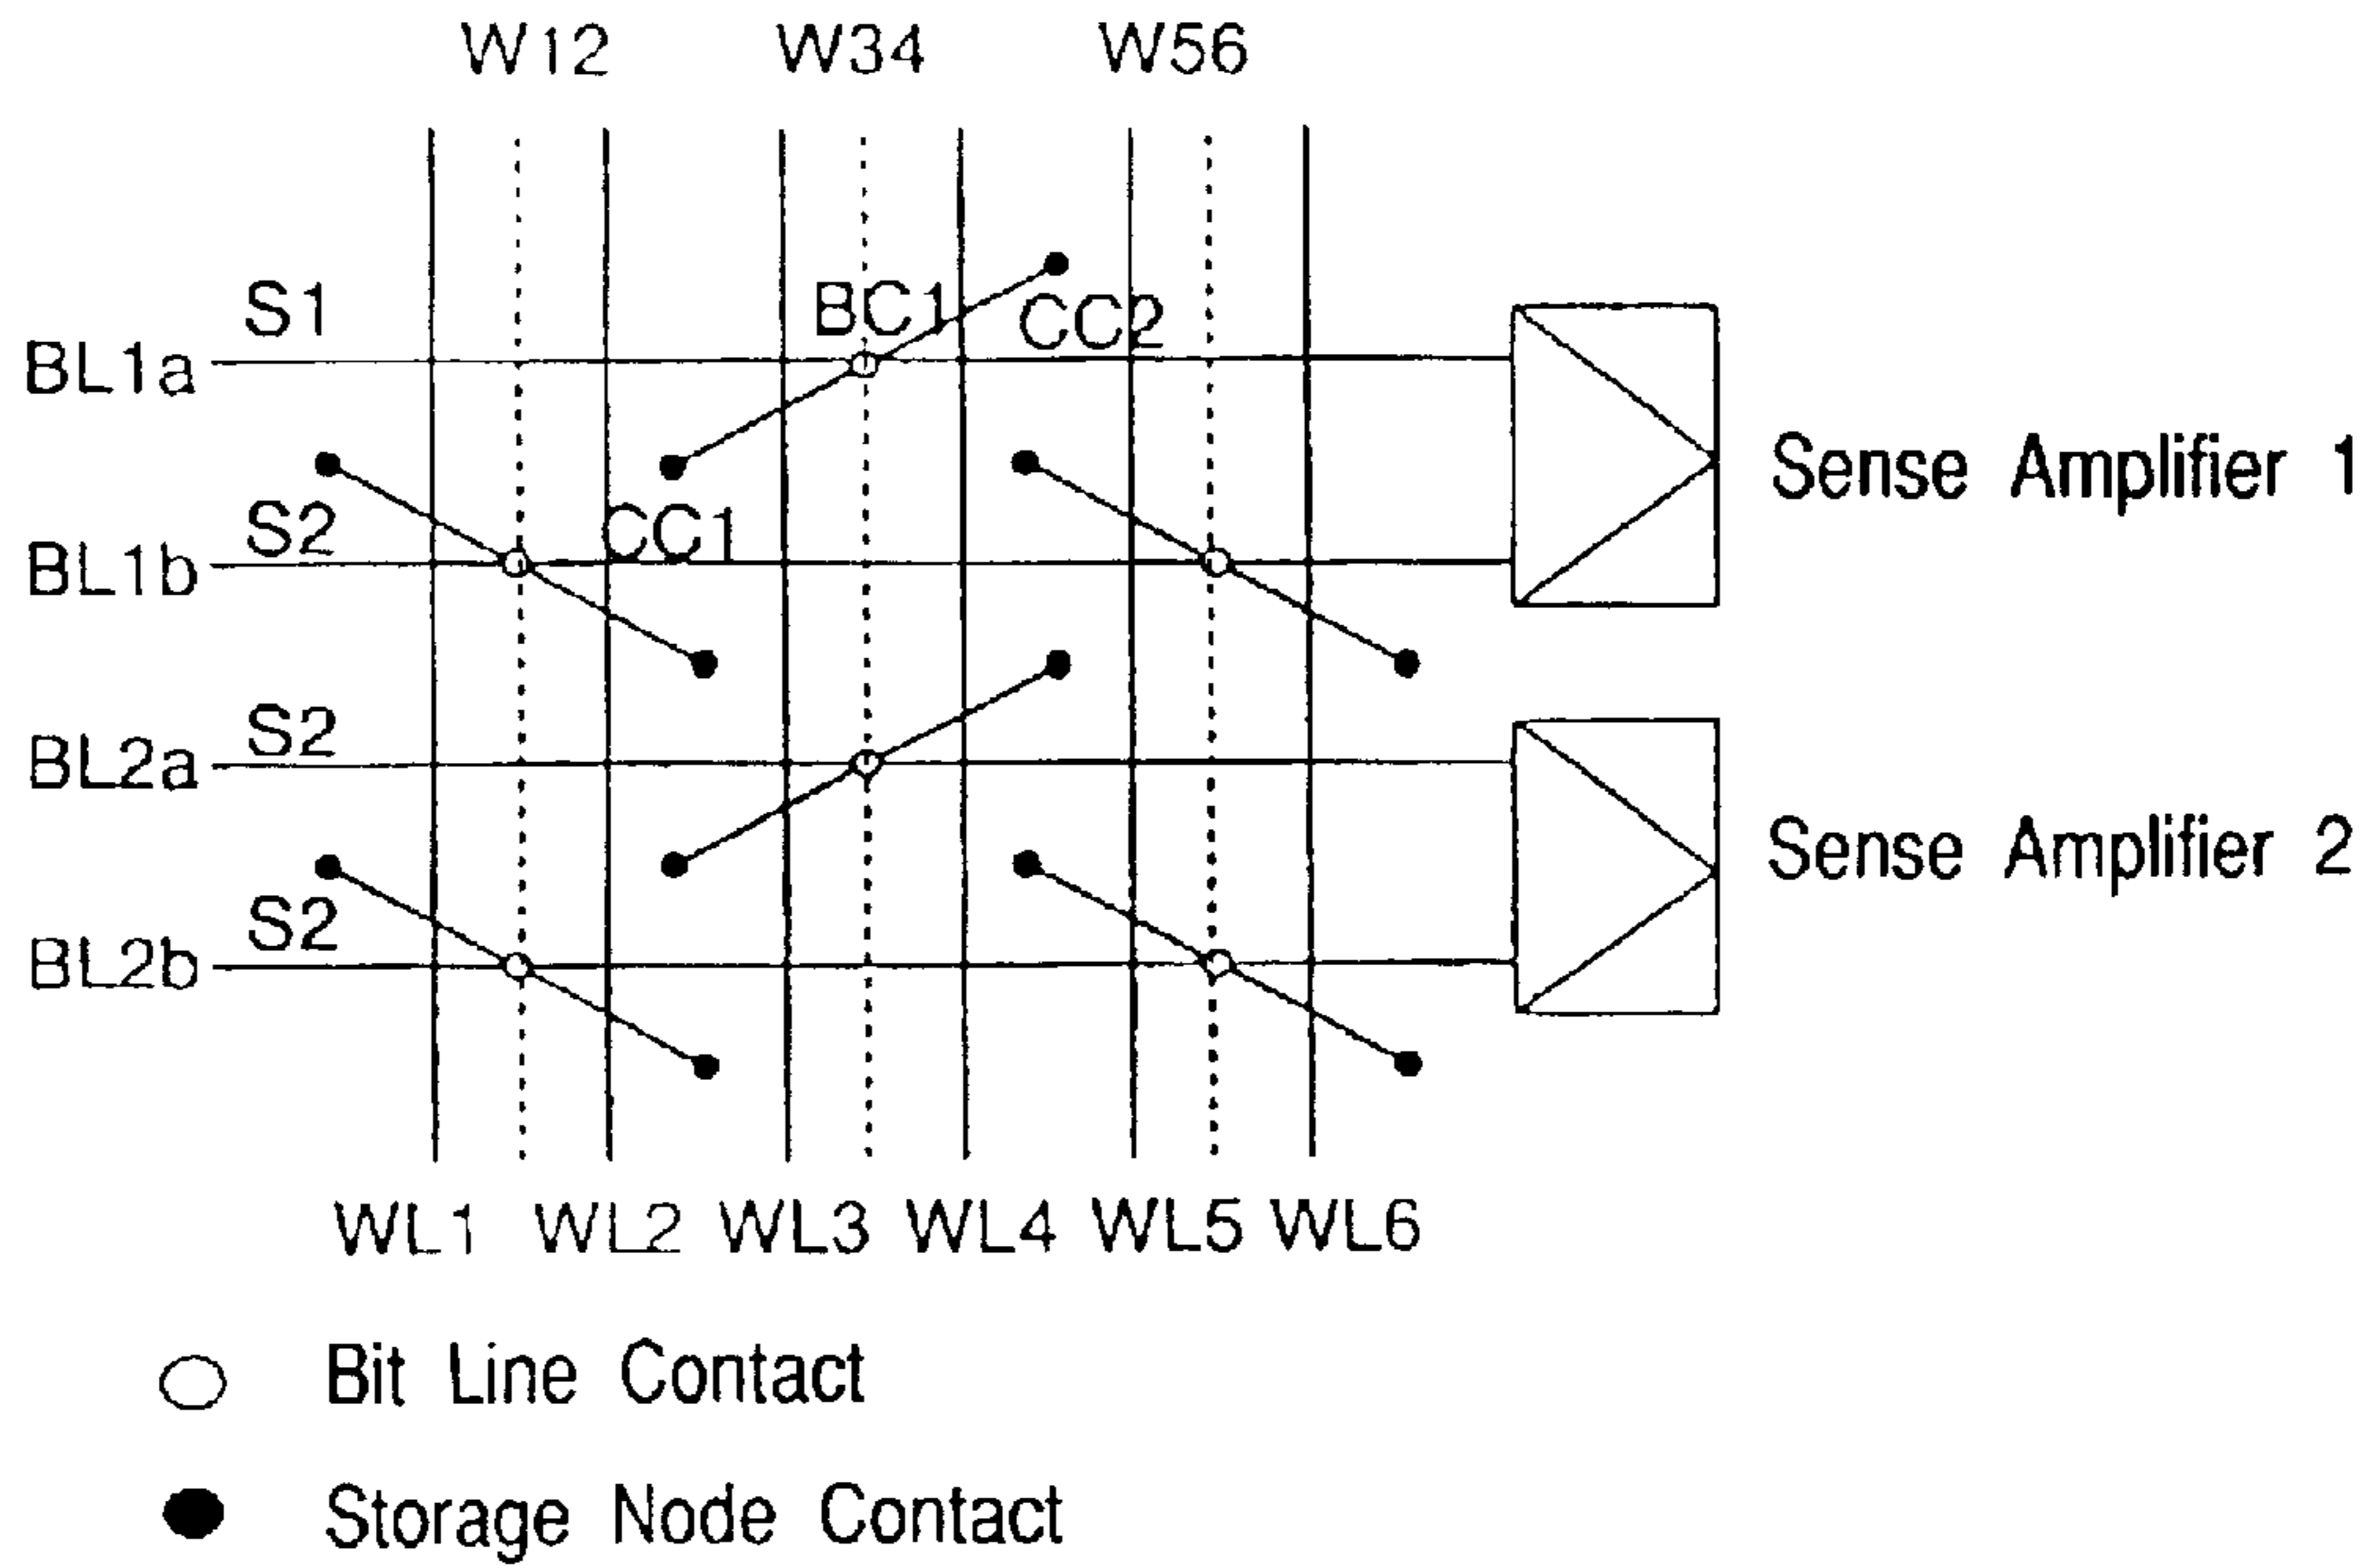 W12 W34 W56
S1 BC1 CC2
BL1a
Sense Amplifier 1
S2 CC1
BL1b
S2
BL2a
Sense Amplifier 2
S2
BL2b
WL1 WL2 WL3 WL4 WL5 WL6
Bit Line Contact
Storage Node Contact